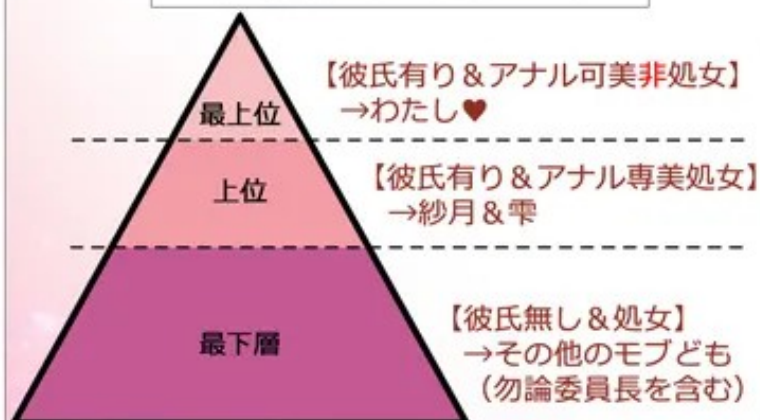 最上位
【彼氏有り&アナル可美非処女】
→わたし♥
上位
【彼氏有り&アナル専美処女】
→紗月&雫
最下層
【彼氏無し&処女】
→その他のモブども
(勿論委員長を含む)